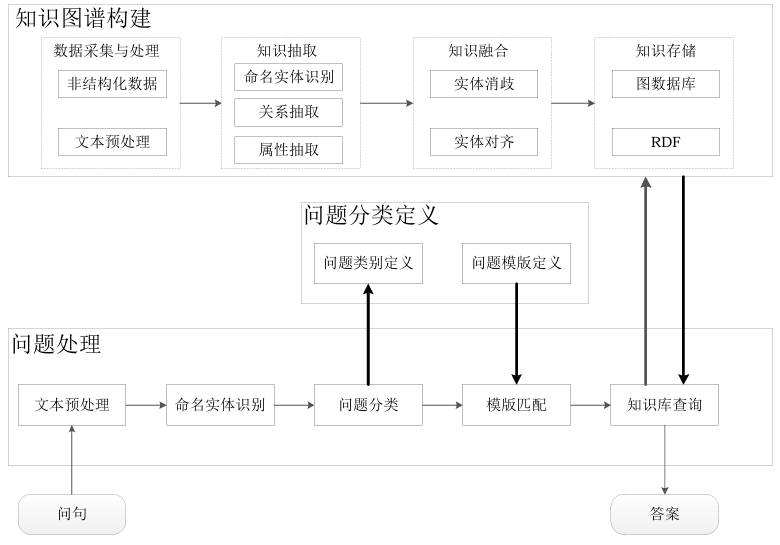 知识图谱构建
数据采集与处理
非结构化数据
文本预处理
知识抽取
命名实体识别
关系抽取
属性抽取
知识融合
实体消歧
实体对齐
知识存储
图数据库
RDF
问题分类定义
问题类别定义
问题模版定义
问题处理
文本预处理
命名实体识别
问题分类
模版匹配
知识库查询
问句
答案